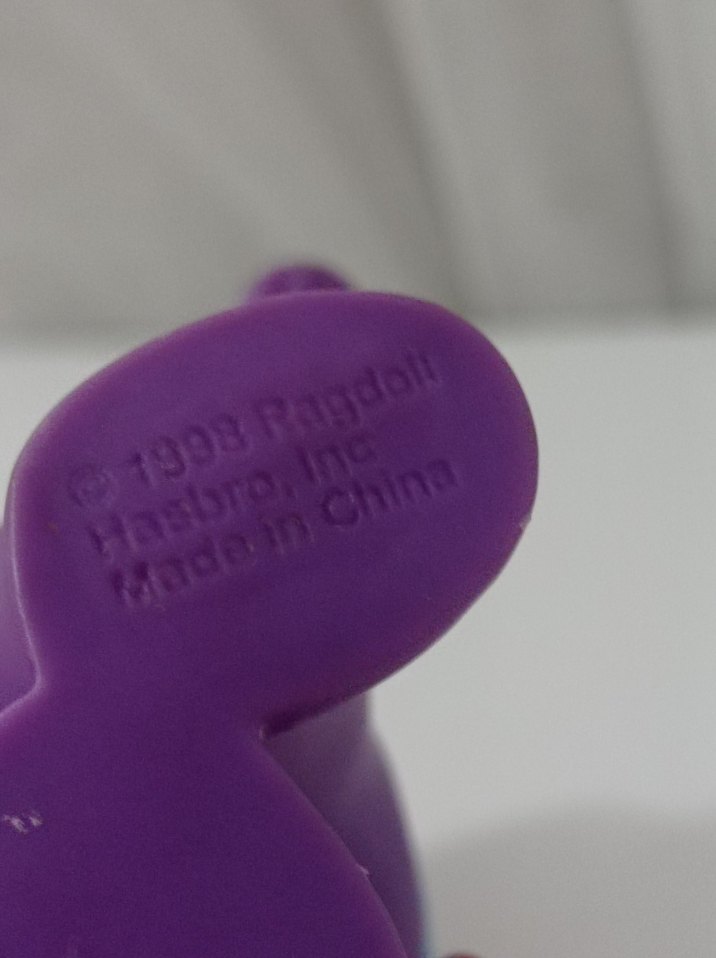 © 1998 Ragdoll
Hasbro, Inc
Made in China